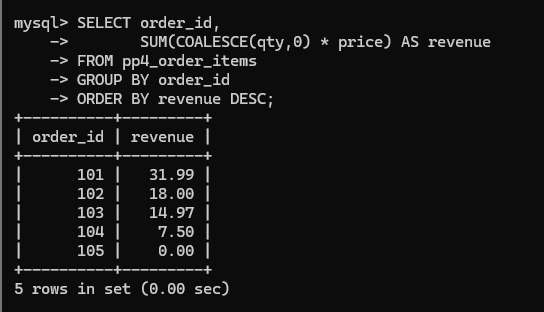 mysql> SELECT order_id,
    ->        SUM(COALESCE(qty,0) * price) AS revenue
    -> FROM pp4_order_items
    -> GROUP BY order_id
    -> ORDER BY revenue DESC;
+----------+---------+
| order_id | revenue |
+----------+---------+
|      101 |   31.99 |
|      102 |   18.00 |
|      103 |   14.97 |
|      104 |    7.50 |
|      105 |    0.00 |
+----------+---------+
5 rows in set (0.00 sec)